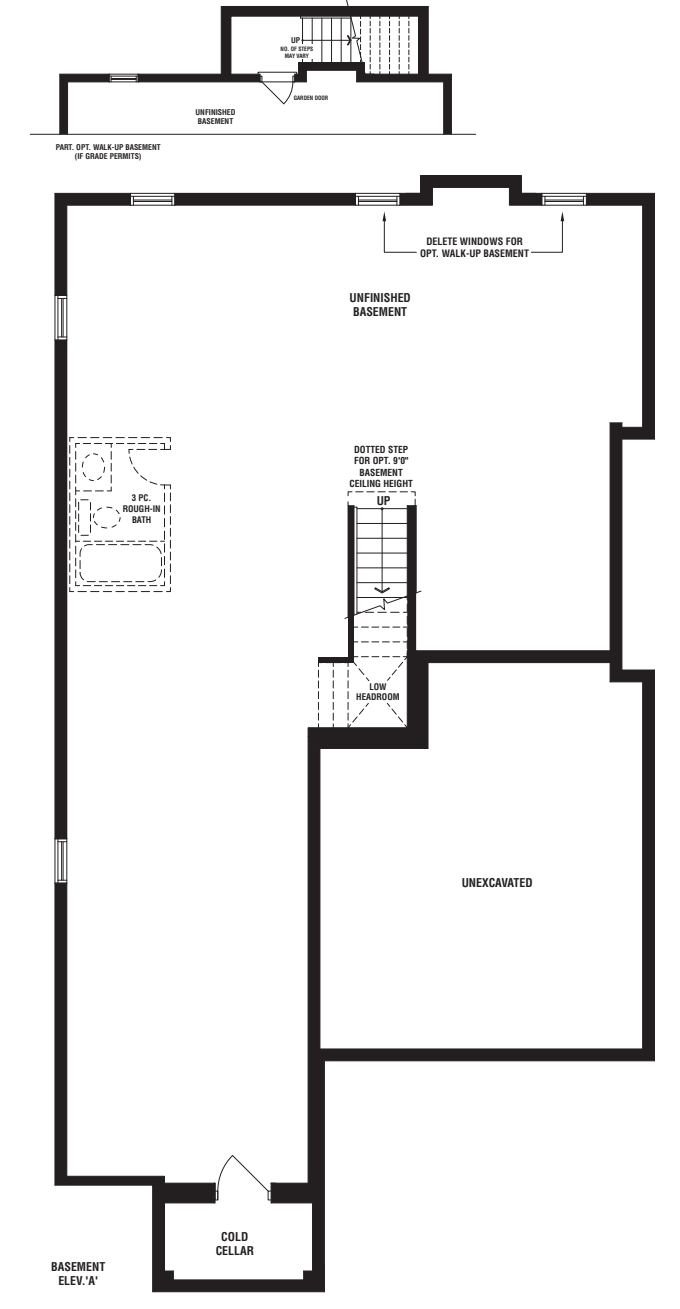 UP
NO. OF STEPS
MAY VARY
GARDEN DOOR
UNFINISHED
BASEMENT
PART. OPT. WALK-UP BASEMENT
(IF GRADE PERMITS)
DELETE WINDOWS FOR
OPT. WALK-UP BASEMENT
UNFINISHED
BASEMENT
DOTTED STEP
FOR OPT. 9'0"
BASEMENT
CEILING HEIGHT
UP
3 PC.
ROUGH-IN
BATH
LOW
HEADROOM
UNEXCAVATED
COLD
CELLAR
BASEMENT
ELEV.'A'